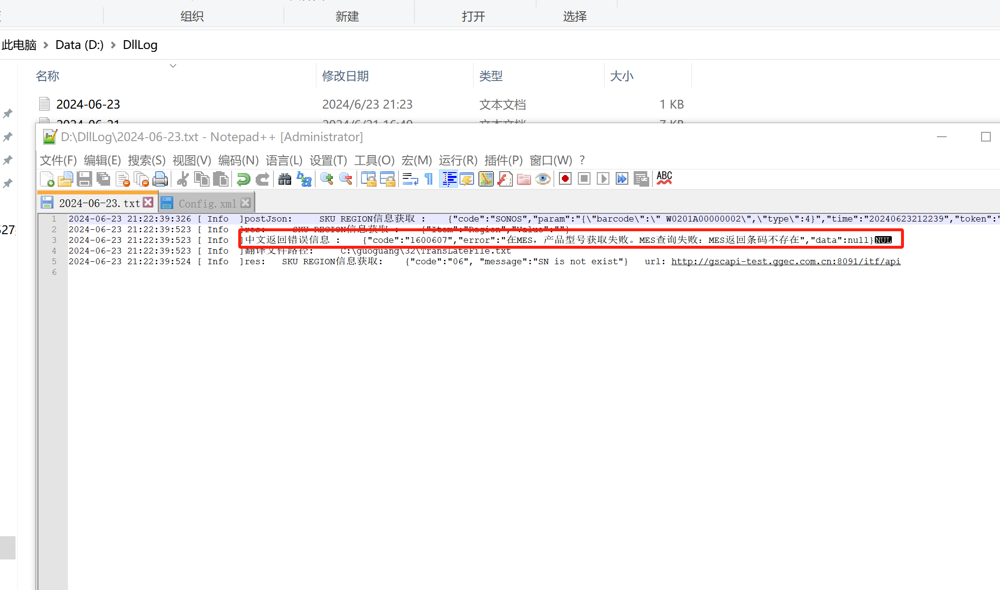 组织 新建 打开 选择
此电脑 > Data (D:) > DllLog
名称 修改日期 类型 大小
2024-06-23 2024/6/23 21:23 文本文档 1 KB
2024-06-21 2024/6/21 16:49 文本文档 7 KB
D:\DllLog\2024-06-23.txt - Notepad++ [Administrator]
文件(F) 编辑(E) 搜索(S) 视图(V) 编码(N) 语言(L) 设置(T) 工具(O) 宏(M) 运行(R) 插件(P) 窗口(W) ?
ABC
2024-06-23.txt Config.xml
1 2024-06-23 21:22:39:326 [ Info ]postJson: SKU REGION信息获取 : {"code":"SONOS","param":"{\"barcode\":\" W0201A00000002\",\"type\":4}","time":"20240623212239","token":"
527
2 2024-06-23 21:22:39:523 [ Info ]res: SKU REGION信息获取 : {"Item":"Region","Value":""}
3 2024-06-23 21:22:39:523 [ Info ]中文返回错误信息 : {"code":"1600607","error":"在MES，产品型号获取失败。MES查询失败：MES返回条码不存在","data":null}NUL
4 2024-06-23 21:22:39:523 [ Info ]翻译文件路径: C:\guoguang\32\TransLateFile.txt
5 2024-06-23 21:22:39:524 [ Info ]res: SKU REGION信息获取: {"code":"06", "message":"SN is not exist"} url: http://gscapi-test.ggec.com.cn:8091/itf/api
6